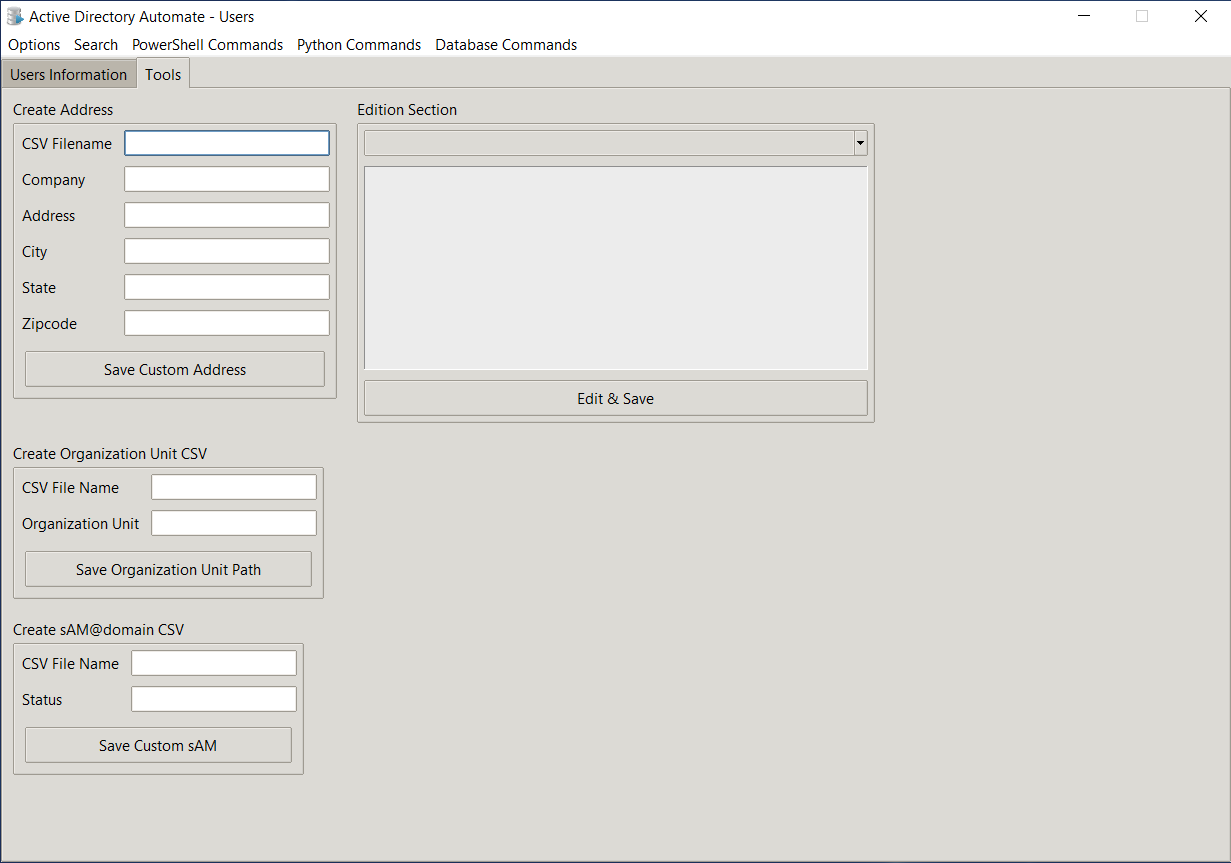 Active Directory Automate - Users
Options Search PowerShell Commands Python Commands Database Commands
Users Information Tools
Create Address
CSV Filename
Company
Address
City
State
Zipcode
Save Custom Address
Edition Section
Edit & Save
Create Organization Unit CSV
CSV File Name
Organization Unit
Save Organization Unit Path
Create sAM@domain CSV
CSV File Name
Status
Save Custom sAM